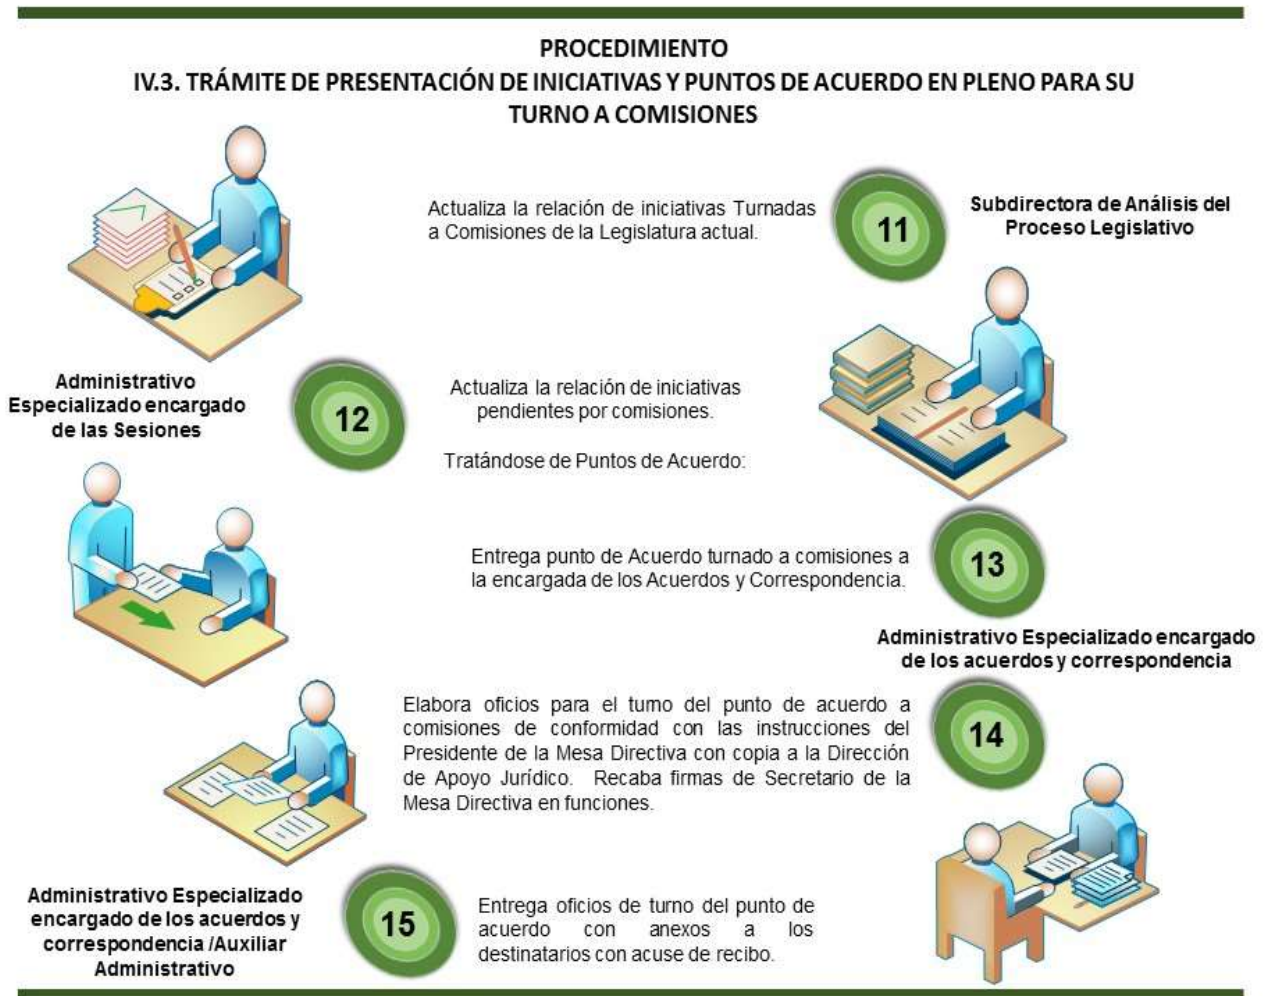 PROCEDIMIENTO
IV.3. TRÁMITE DE PRESENTACIÓN DE INICIATIVAS Y PUNTOS DE ACUERDO EN PLENO PARA SU
TURNO A COMISIONES
Actualiza la relación de iniciativas Turnadas
a Comisiones de la Legislatura actual.
11
Subdirectora de Análisis del
Proceso Legislativo
Administrativo
Especializado encargado
de las Sesiones
12
Actualiza la relación de iniciativas
pendientes por comisiones.
Tratándose de Puntos de Acuerdo:
Entrega punto de Acuerdo turnado a comisiones a
la encargada de los Acuerdos y Correspondencia.
13
Administrativo Especializado encargado
de los acuerdos y correspondencia
Elabora oficios para el turno del punto de acuerdo a
comisiones de conformidad con las instrucciones del
Presidente de la Mesa Directiva con copia a la Dirección
de Apoyo Jurídico. Recaba firmas de Secretario de la
Mesa Directiva en funciones.
14
Administrativo Especializado
encargado de los acuerdos y
correspondencia /Auxiliar
Administrativo
15
Entrega oficios de turno del punto de
acuerdo con anexos a los
destinatarios con acuse de recibo.